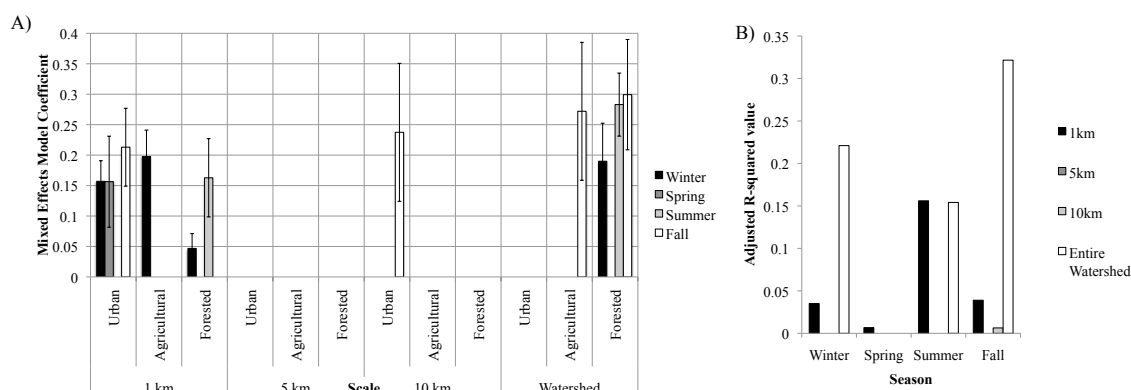 A)
Mixed Effects Model Coefficient
0.4
0.35
0.3
0.25
0.2
0.15
0.1
0.05
0
Urban
Agricultural
Forested
Urban
Agricultural
Forested
Urban
Agricultural
Forested
Urban
Agricultural
Forested
1 km
5 km
Scale
10 km
Watershed
Winter
Spring
Summer
Fall
B)
Adjusted R-squared value
0.35
0.3
0.25
0.2
0.15
0.1
0.05
0
Winter
Spring
Summer
Fall
Season
1km
5km
10km
Entire
Watershed